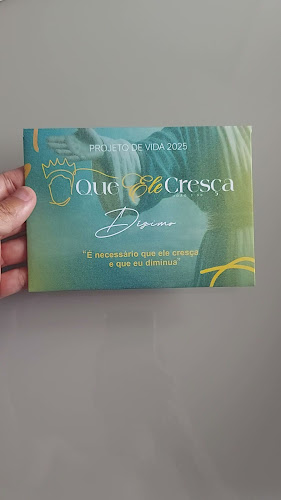 PROJETO DE VIDA 2025
Que Ele Cresça
Dízimo
"É necessário que ele cresça
e que eu diminua"